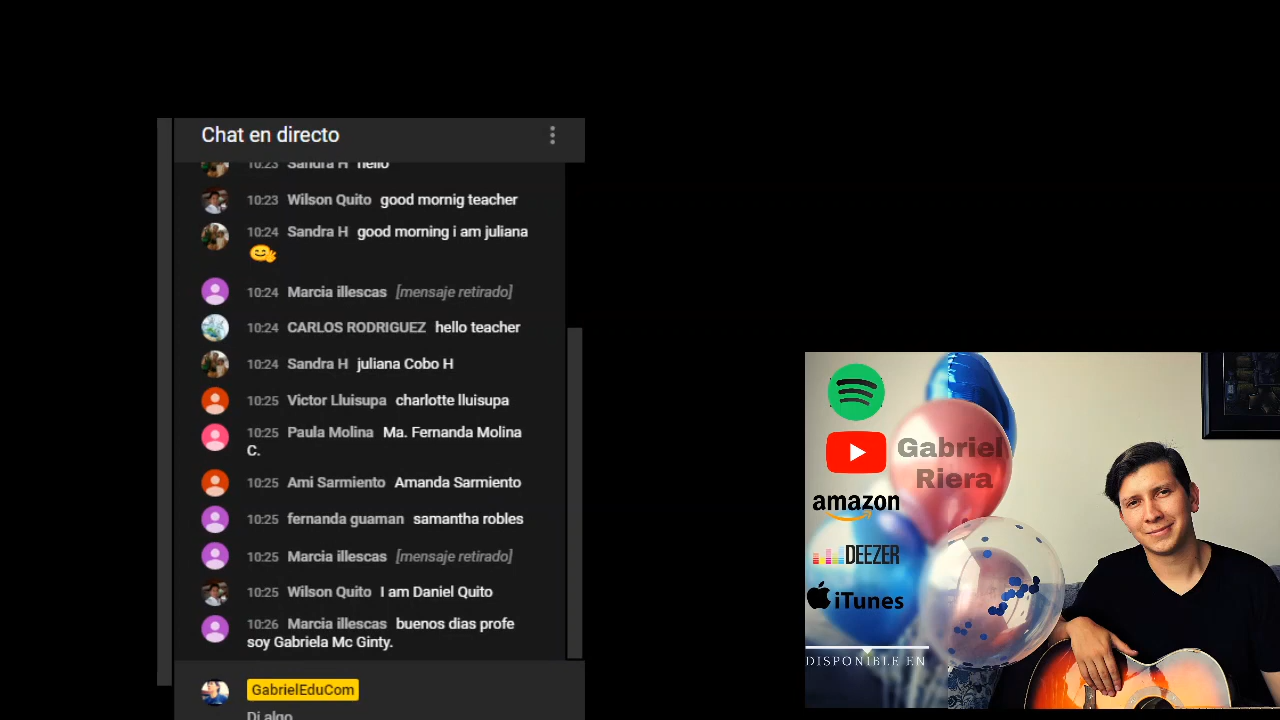 Chat en directo
10:23 Sandra H hello
10:23 Wilson Quito good mornig teacher
10:24 Sandra H good morning i am juliana
10:24 Marcia illescas [mensaje retirado]
10:24 CARLOS RODRIGUEZ hello teacher
10:24 Sandra H juliana Cobo H
10:25 Victor Lluisupa charlotte lluisupa
10:25 Paula Molina Ma. Fernanda Molina
C.
10:25 Ami Sarmiento Amanda Sarmiento
10:25 fernanda guaman samantha robles
10:25 Marcia illescas [mensaje retirado]
10:25 Wilson Quito I am Daniel Quito
10:26 Marcia illescas buenos dias profe
soy Gabriela Mc Ginty.
GabrielEduCom
Di algo
Gabriel
Riera
amazon
DEEZER
iTunes
DISPONIBLE EN